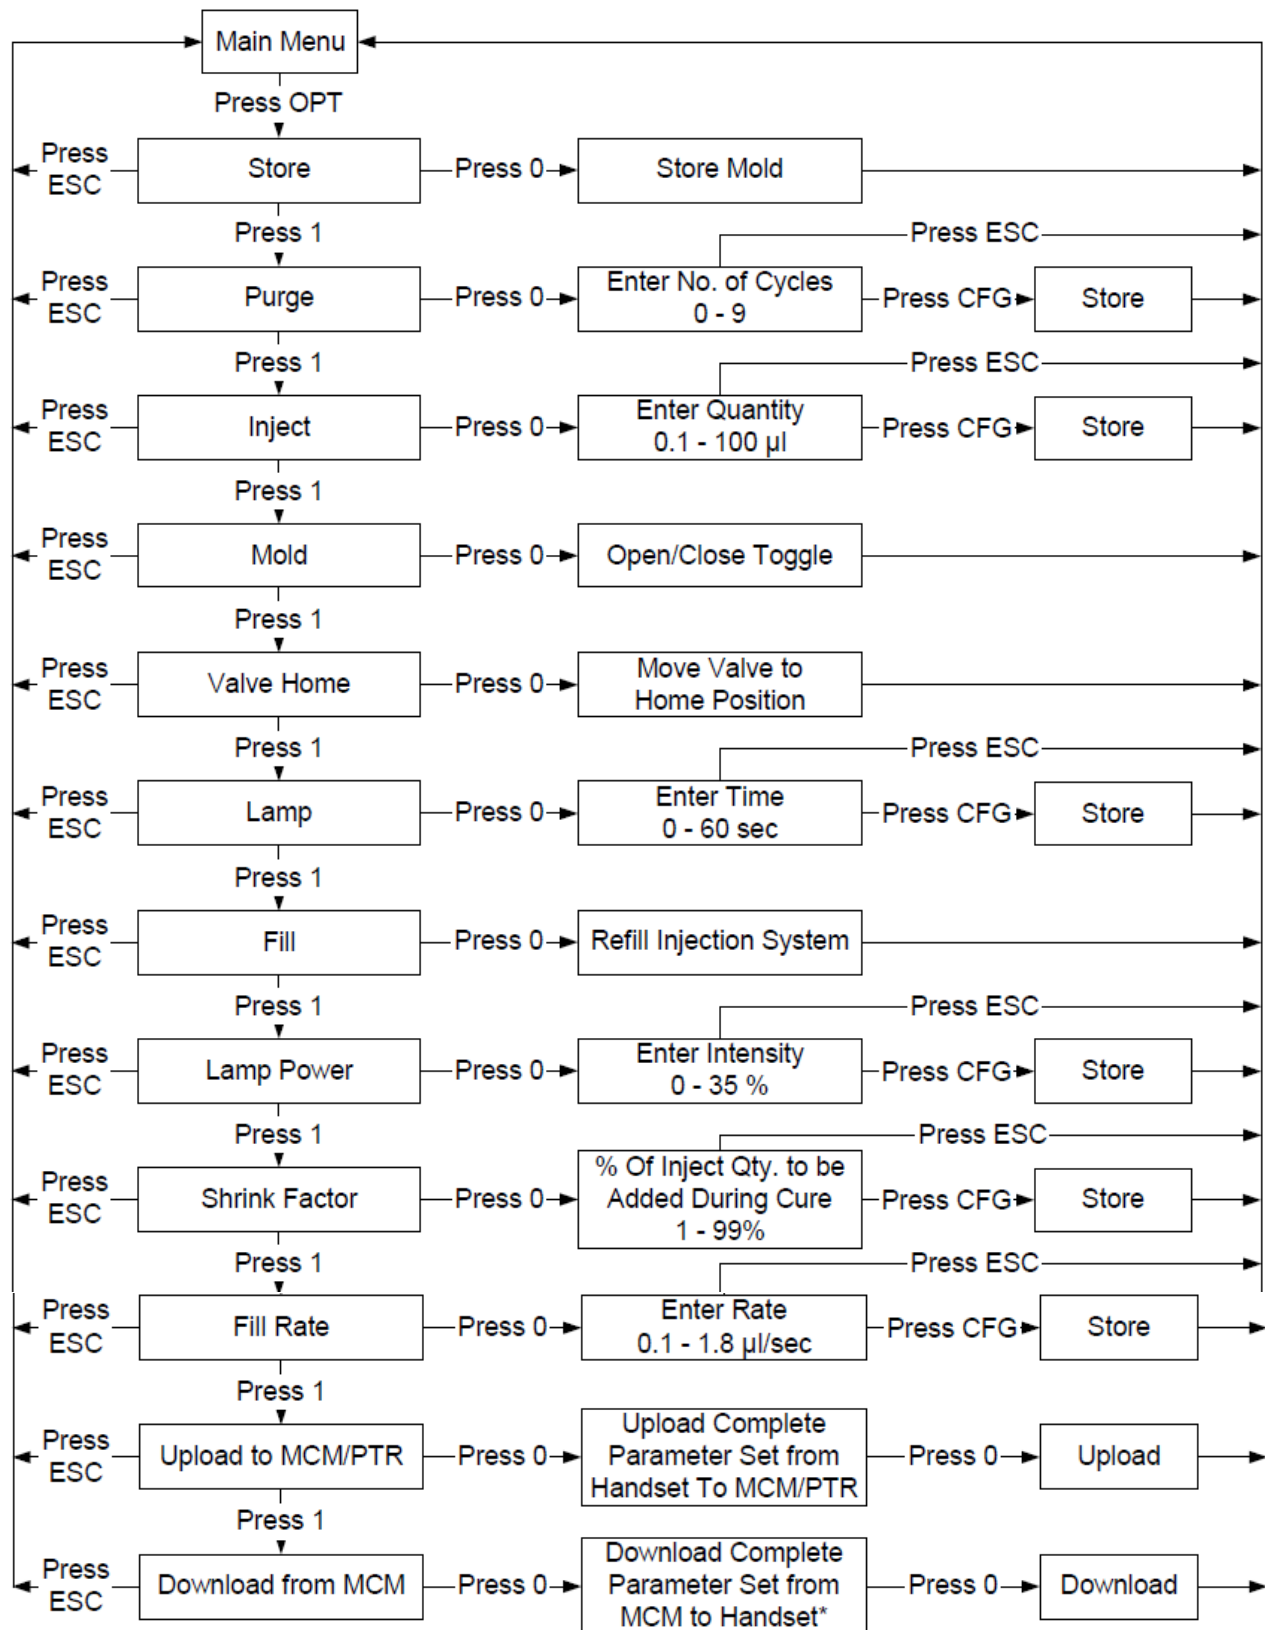 Main Menu
Press OPT
Press
ESC
Store
Press 0
Store Mold
Press 1
Press ESC
Press
ESC
Purge
Press 0
Enter No. of Cycles
0 - 9
Press CFG
Store
Press 1
Press ESC
Press
ESC
Inject
Press 0
Enter Quantity
0.1 - 100 µl
Press CFG
Store
Press 1
Press
ESC
Mold
Press 0
Open/Close Toggle
Press 1
Press
ESC
Valve Home
Press 0
Move Valve to
Home Position
Press 1
Press ESC
Press
ESC
Lamp
Press 0
Enter Time
0 - 60 sec
Press CFG
Store
Press 1
Press
ESC
Fill
Press 0
Refill Injection System
Press 1
Press ESC
Press
ESC
Lamp Power
Press 0
Enter Intensity
0 - 35 %
Press CFG
Store
Press 1
Press ESC
Press
ESC
Shrink Factor
Press 0
% Of Inject Qty. to be
Added During Cure
1 - 99%
Press CFG
Store
Press 1
Press ESC
Press
ESC
Fill Rate
Press 0
Enter Rate
0.1 - 1.8 µl/sec
Press CFG
Store
Press 1
Press
ESC
Upload to MCM/PTR
Press 0
Upload Complete
Parameter Set from
Handset To MCM/PTR
Press 0
Upload
Press 1
Press
ESC
Download from MCM
Press 0
Download Complete
Parameter Set from
MCM to Handset*
Press 0
Download